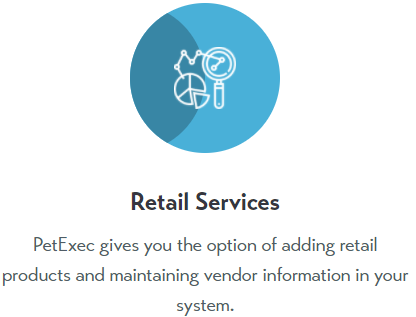 Retail Services
PetExec gives you the option of adding retail
products and maintaining vendor information in your
system.